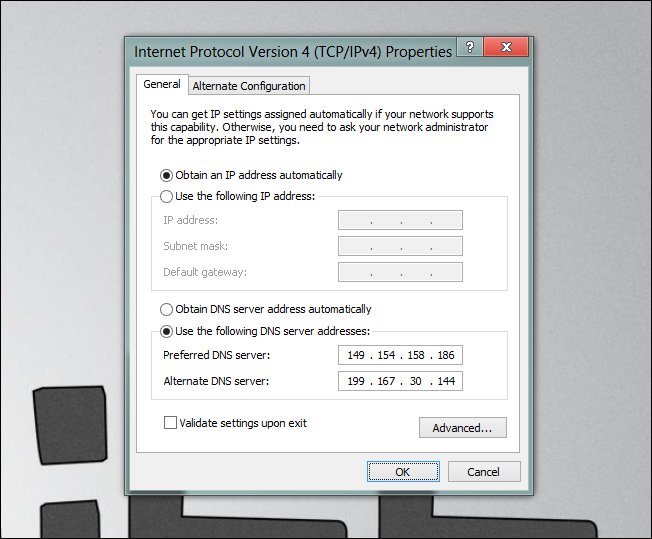 Internet Protocol Version 4 (TCP/IPv4) Properties
?
General
Alternate Configuration
You can get IP settings assigned automatically if your network supports
this capability. Otherwise, you need to ask your network administrator
for the appropriate IP settings.
Obtain an IP address automatically
Use the following IP address:
IP address:
. . .
Subnet mask:
. . .
Default gateway:
. . .
Obtain DNS server address automatically
Use the following DNS server addresses:
Preferred DNS server:
149 . 154 . 158 . 186
Alternate DNS server:
199 . 167 . 30 . 144
Validate settings upon exit
Advanced...
OK
Cancel